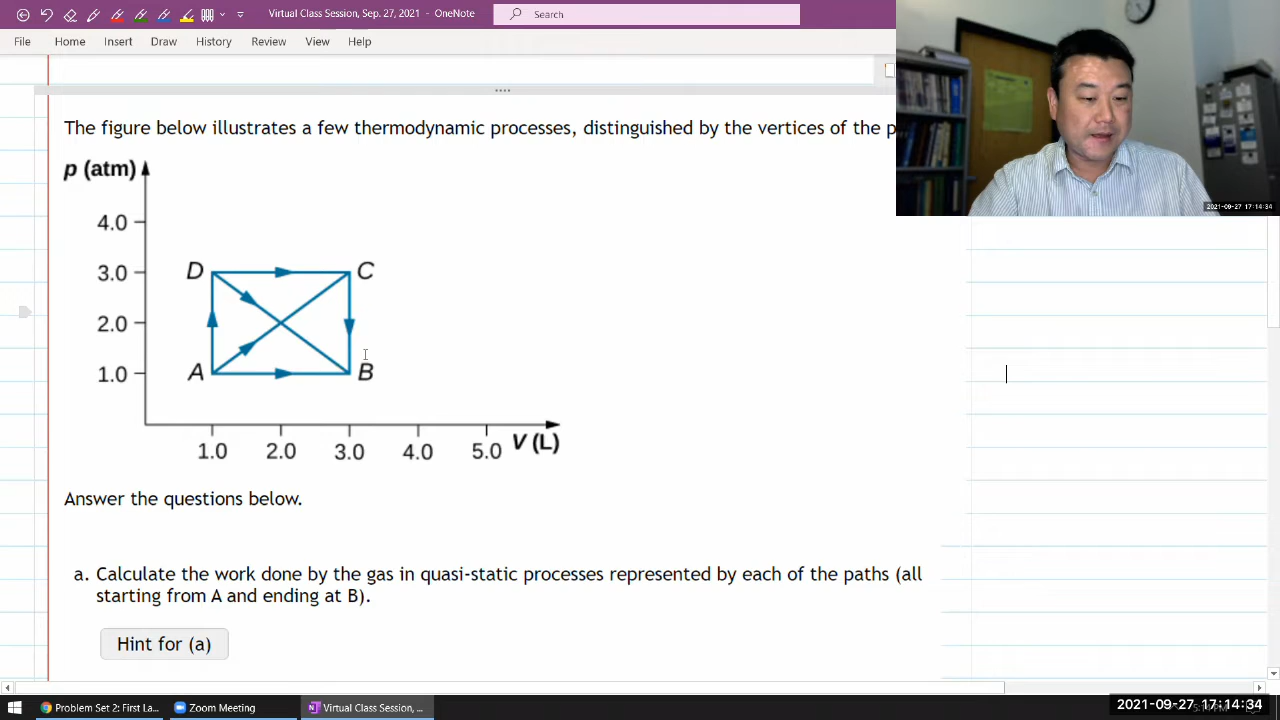 Virtual Class Session, Sep. 27, 2021 - OneNote
Search
File Home Insert Draw History Review View Help
2021-09-27 17:14:34
The figure below illustrates a few thermodynamic processes, distinguished by the vertices of the p
p (atm)
4.0
3.0
2.0
1.0
D
C
A
B
1.0 2.0 3.0 4.0 5.0 V (L)
Answer the questions below.
a. Calculate the work done by the gas in quasi-static processes represented by each of the paths (all
starting from A and ending at B).
Hint for (a)
Problem Set 2: First La...
Zoom Meeting
Virtual Class Session,...
2021-09-27 17:14:34